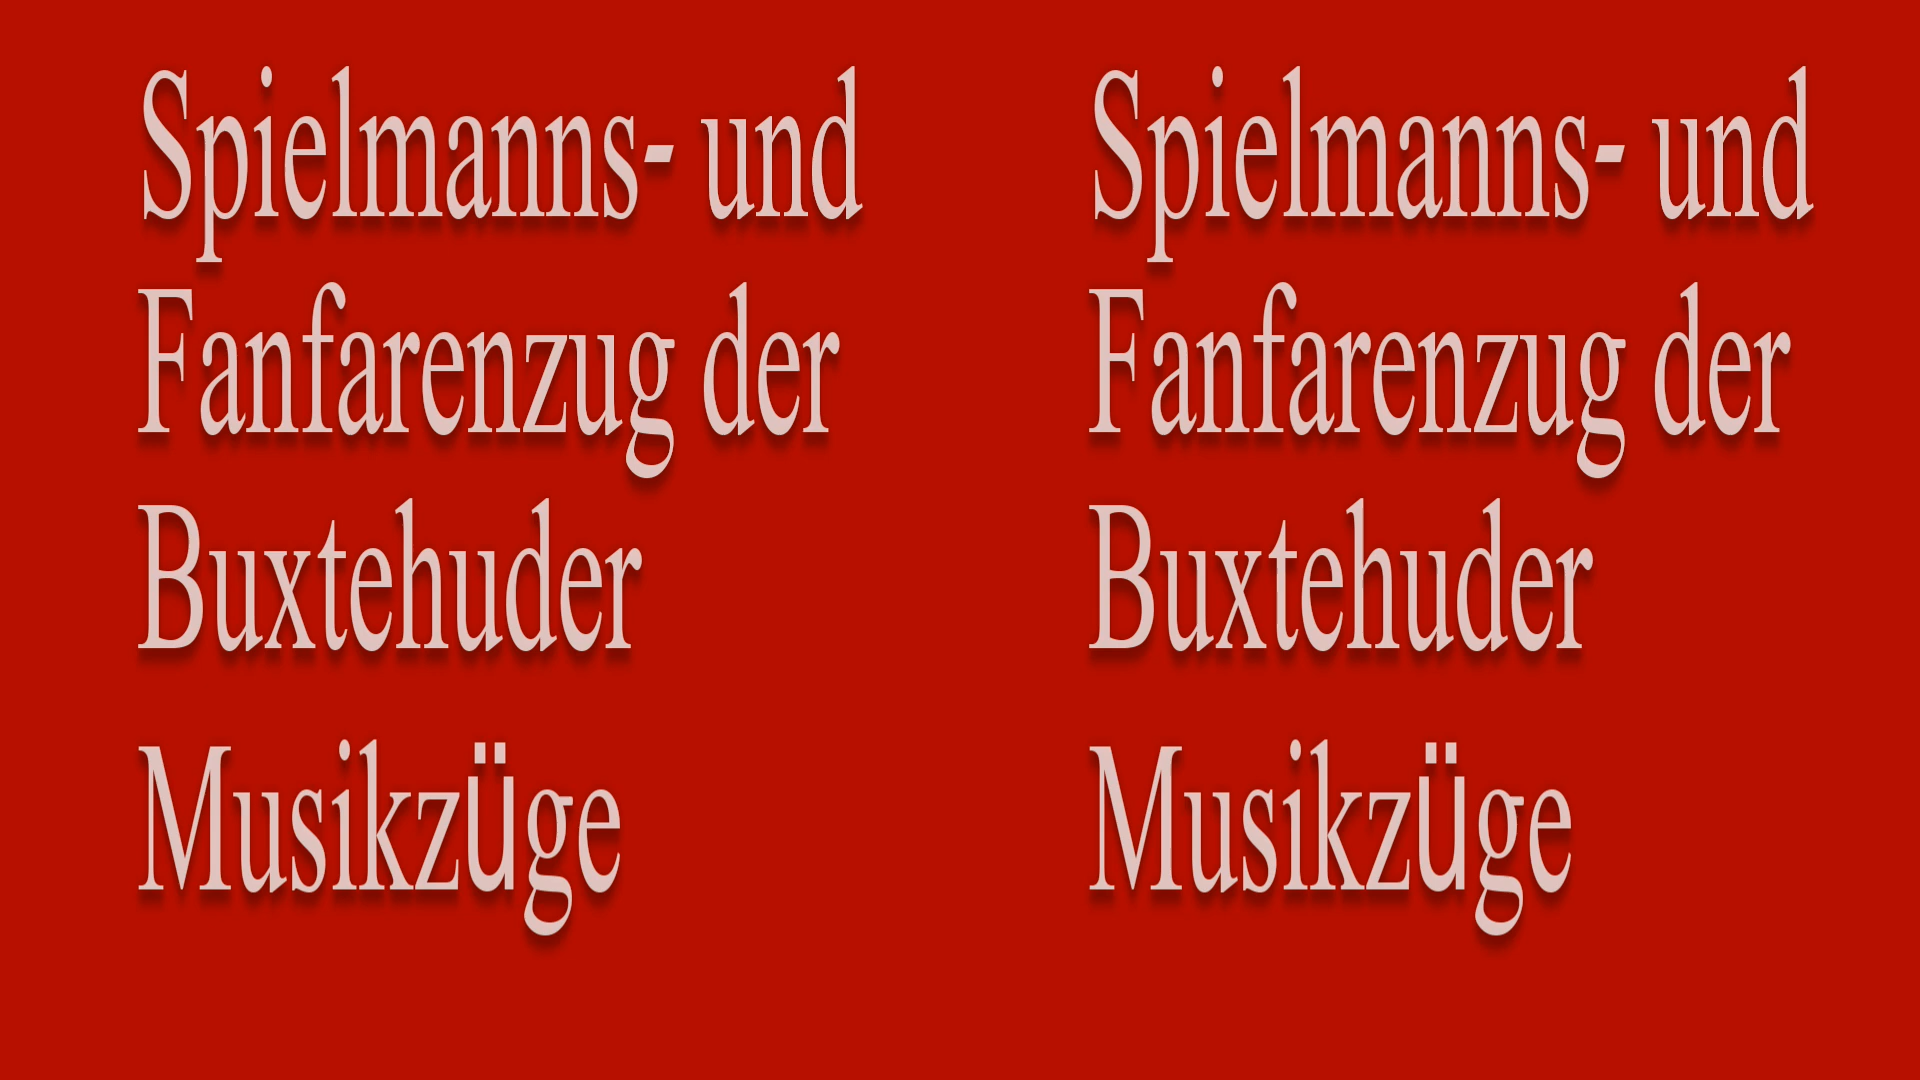 Spielmanns- und
Fanfarenzug der
Buxtehuder
Musikzüge
Spielmanns- und
Fanfarenzug der
Buxtehuder
Musikzüge